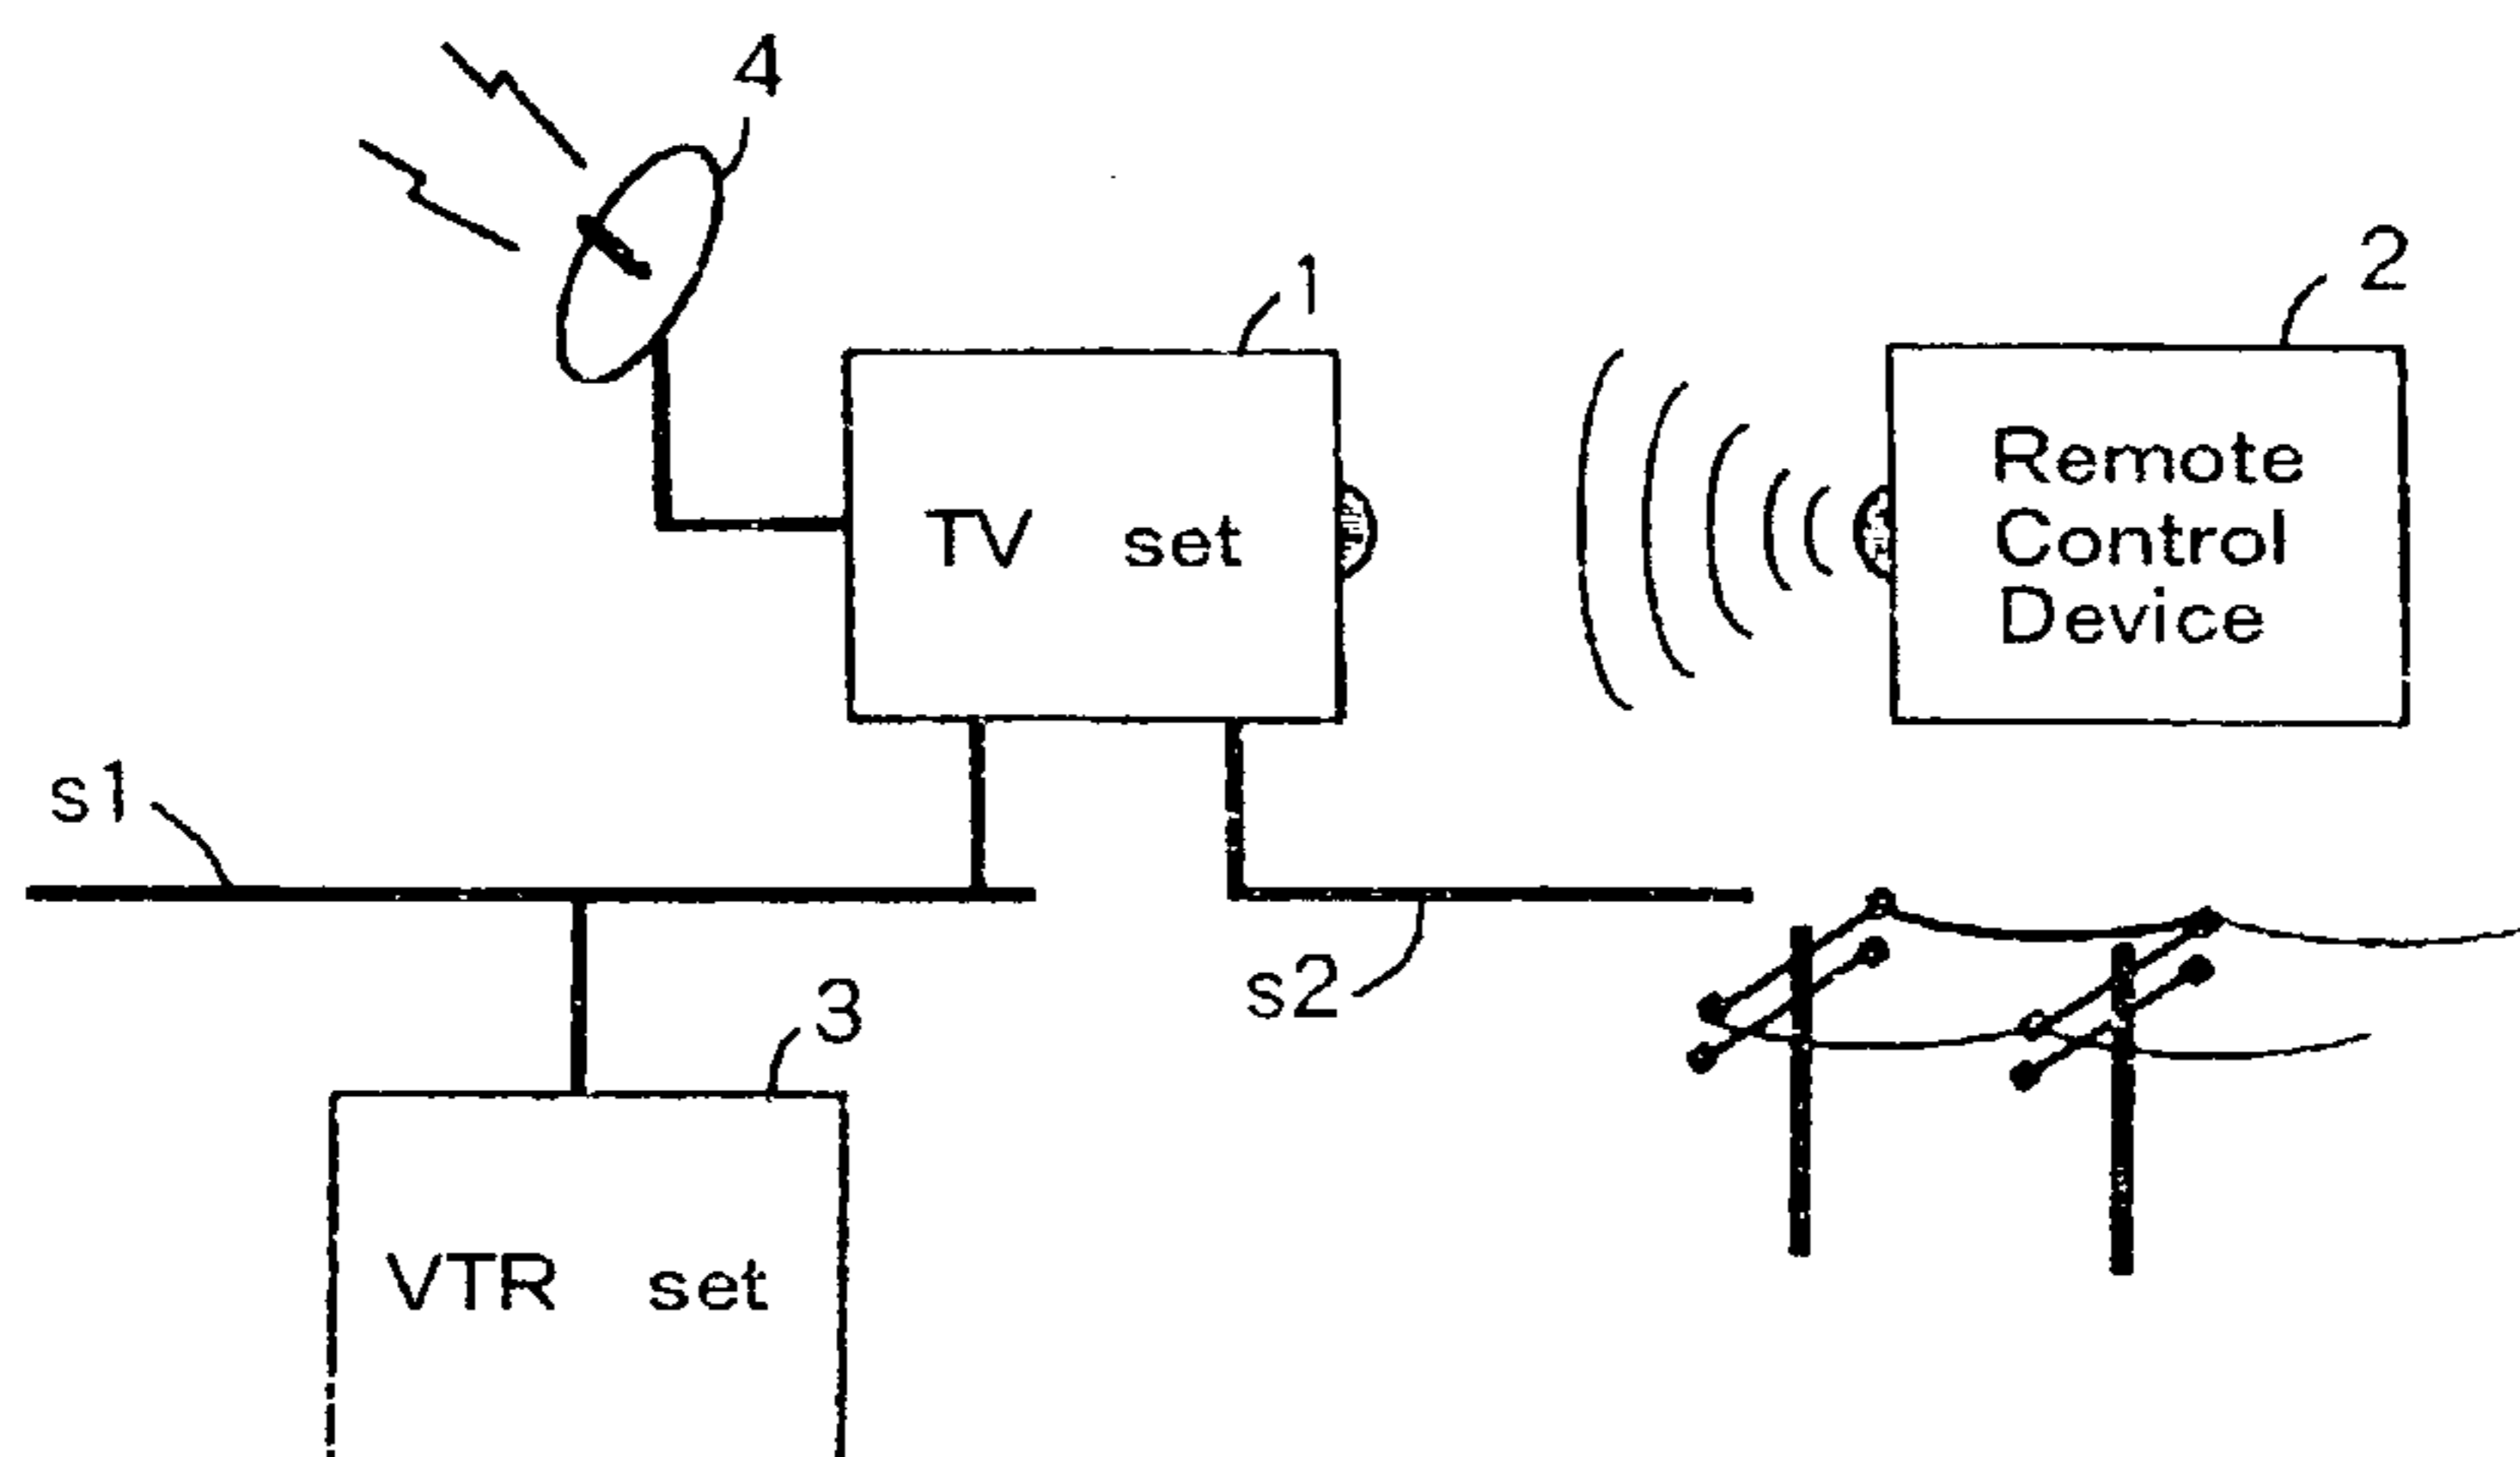 4
1
2
TV set
Remote
Control
Device
s1
s2
3
VTR set